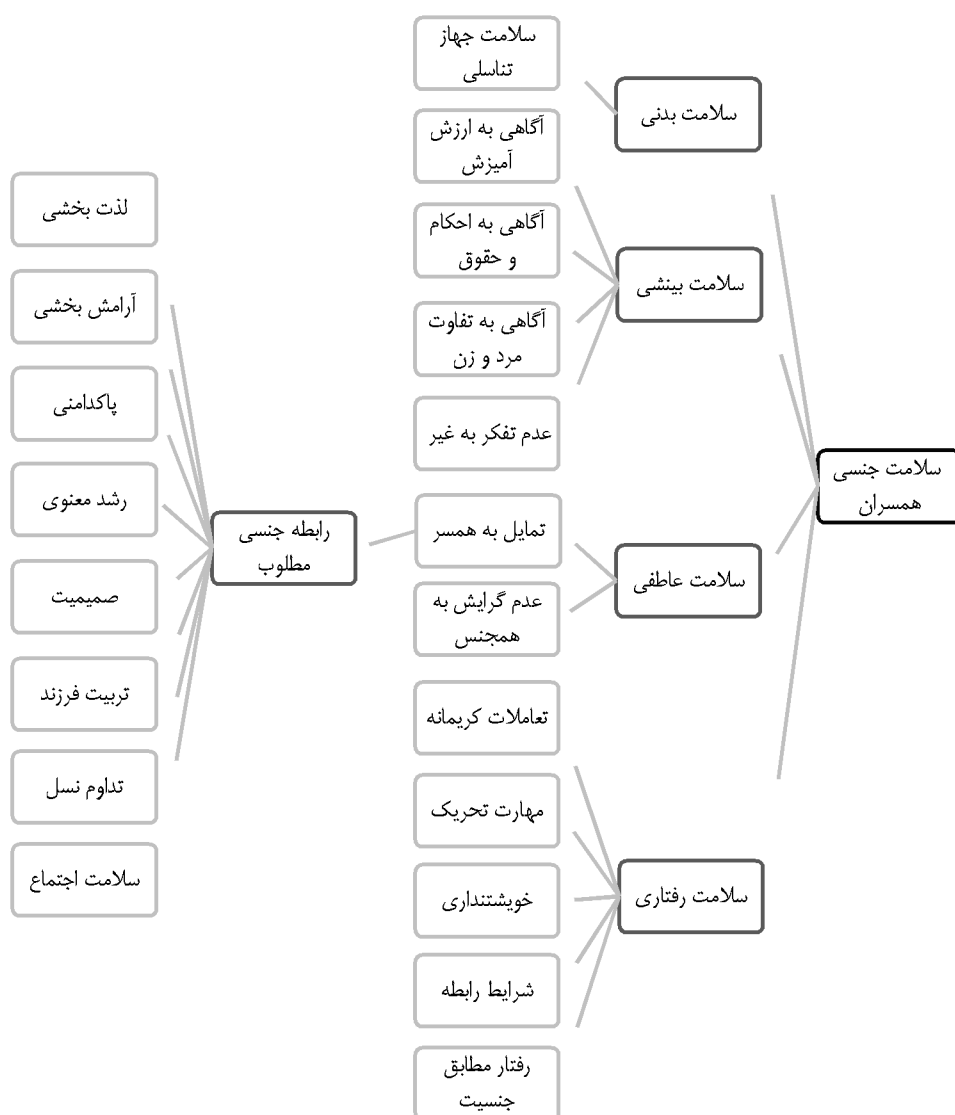 سلامت جنسی
همسران
سلامت بدنی
سلامت بینشی
سلامت عاطفی
سلامت رفتاری
سلامت جهاز
تناسلی
آگاهی به ارزش
آمیزش
آگاهی به احکام
و حقوق
آگاهی به تفاوت
مرد و زن
عدم تفکر به غیر
تمایل به همسر
عدم گرایش به
همجنس
تعاملات کریمانه
مهارت تحریک
خویشتنداری
شرایط رابطه
رفتار مطابق
جنسیت
رابطه جنسی
مطلوب
لذت بخشی
آرامش بخشی
پاکدامنی
رشد معنوی
صمیمیت
تربیت فرزند
تداوم نسل
سلامت اجتماع